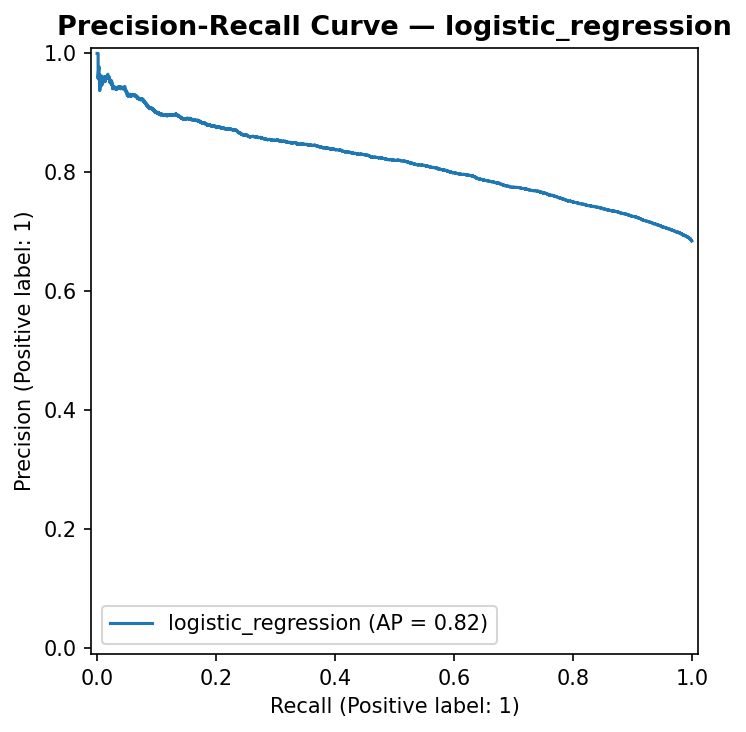 Precision-Recall Curve — logistic_regression
1.0
0.8
0.6
0.4
0.2
0.0
Precision (Positive label: 1)
logistic_regression (AP = 0.82)
0.0 0.2 0.4 0.6 0.8 1.0
Recall (Positive label: 1)